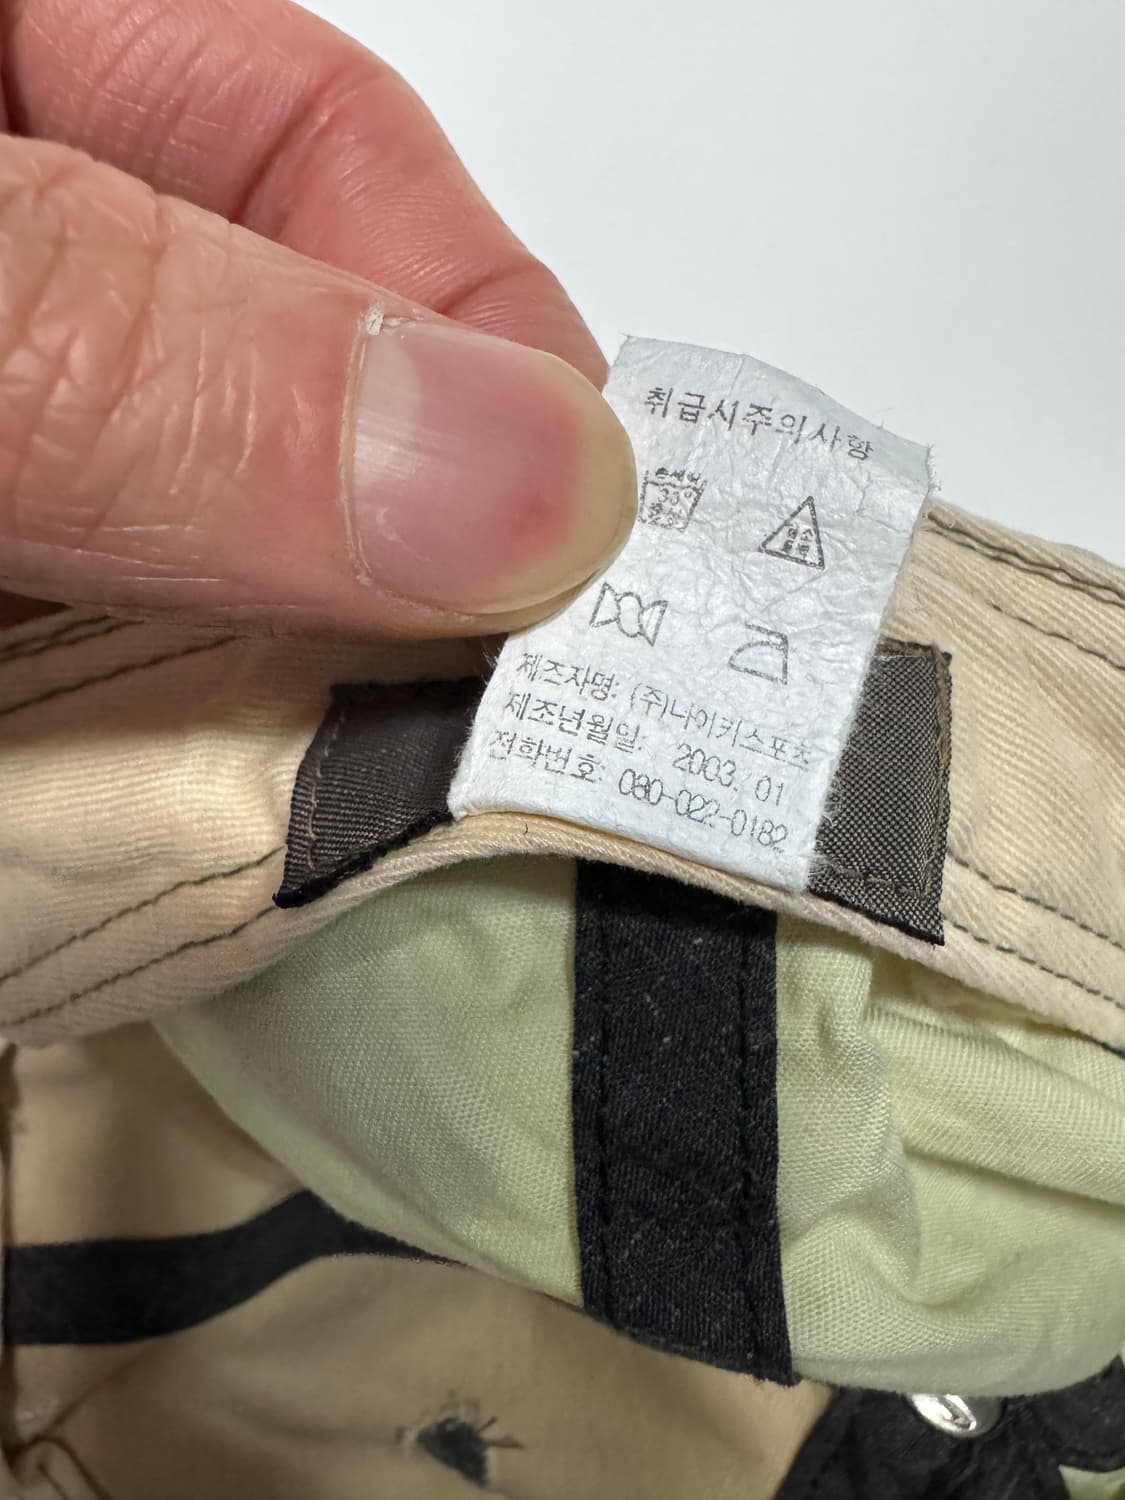 취급시주의사항
30°
제조자명: (주)나이키스포츠
제조년월일: 2003, 01
전화번호: 080-022-0182